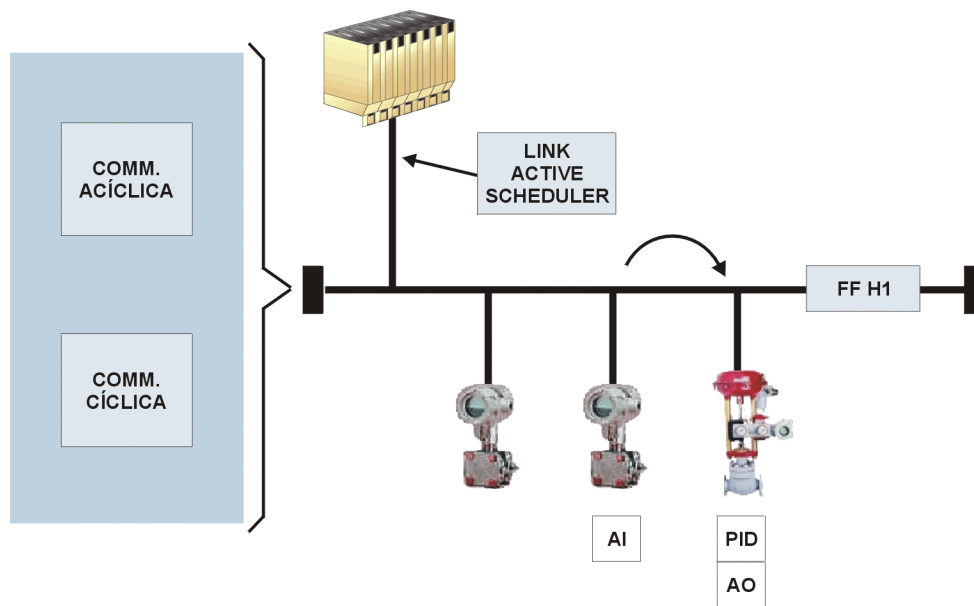 COMM.
ACÍCLICA
COMM.
CÍCLICA
LINK
ACTIVE
SCHEDULER
FF H1
AI
PID
AO